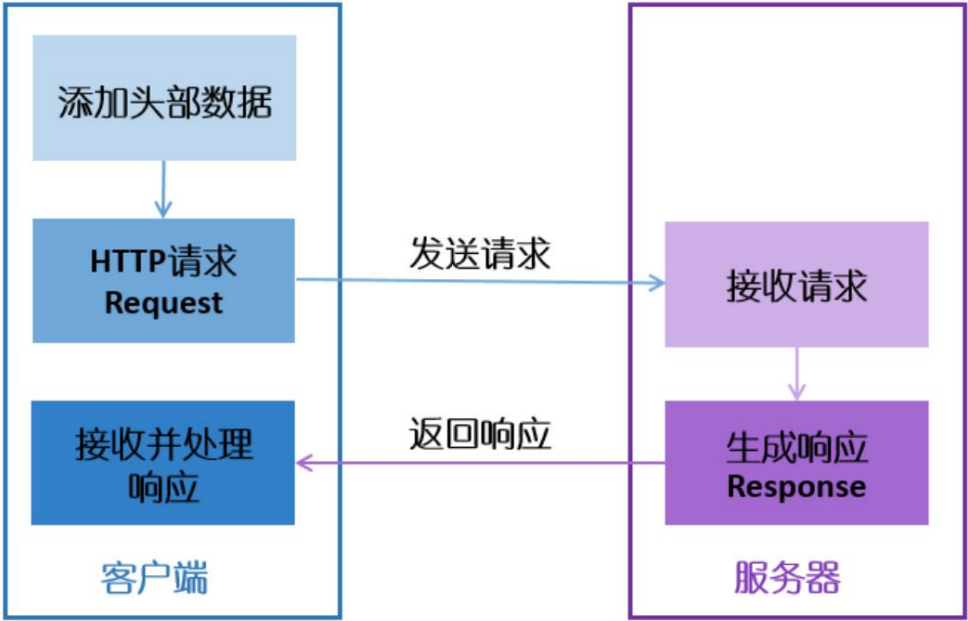 添加头部数据
HTTP请求
Request
发送请求
接收请求
接收并处理
响应
返回响应
生成响应
Response
客户端
服务器